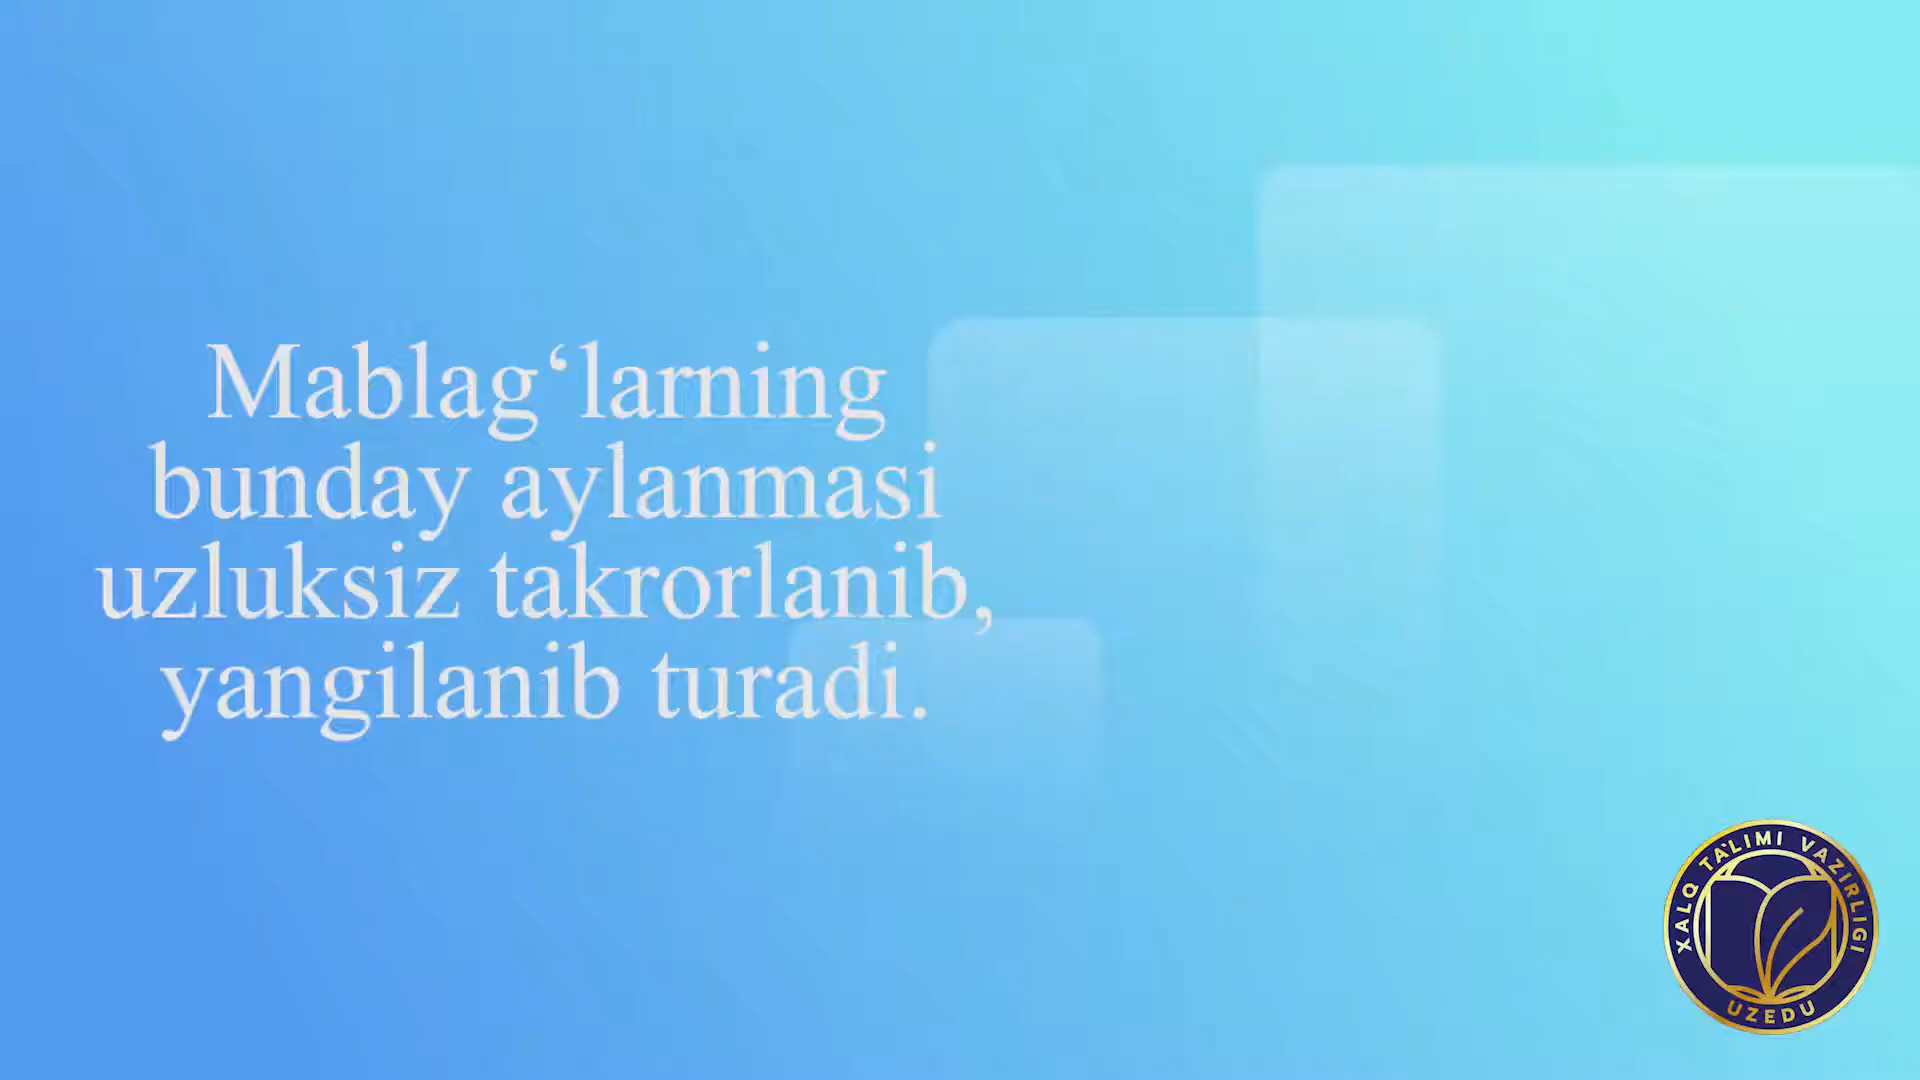 Mablag‘larning
bunday aylanmasi
uzluksiz takrorlanib,
yangilanib turadi.
XALQ TA'LIMI VAZIRLIGI
UZEDU